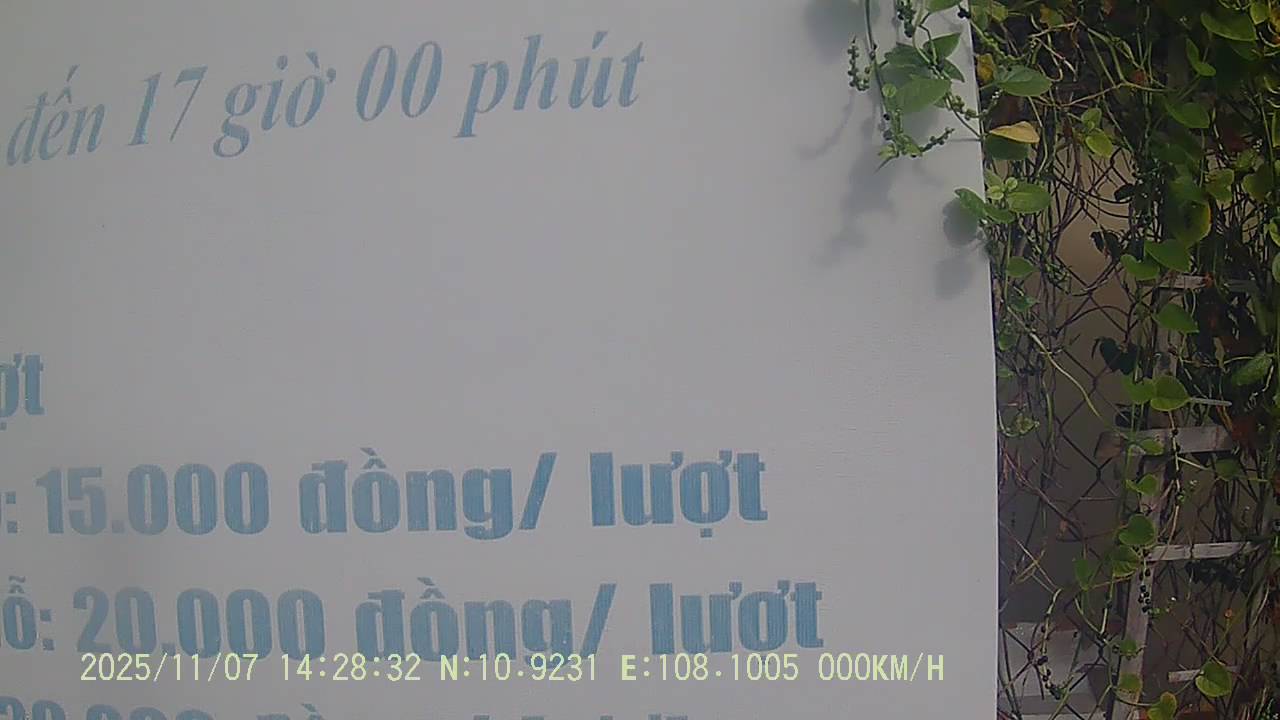 đến 17 giờ 00 phút
ợt
: 15.000 đồng/ lượt
ỗ: 20.000 đồng/ lượt
2025/11/07 14:28:32 N:10.9231 E:108.1005 000KM/H